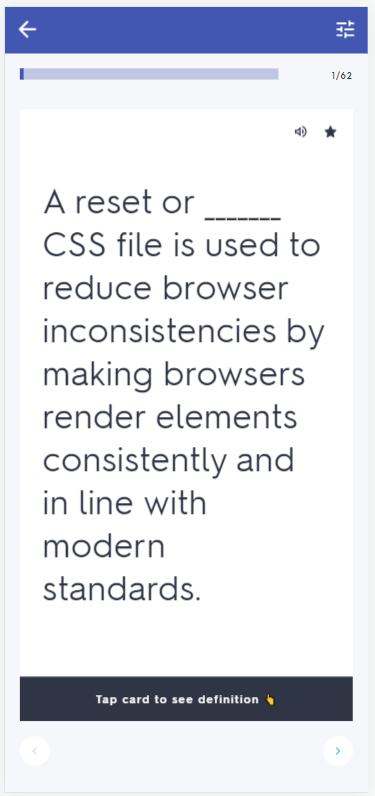 1/62
A reset or _______
CSS file is used to
reduce browser
inconsistencies by
making browsers
render elements
consistently and
in line with
modern
standards.
Tap card to see definition 👆